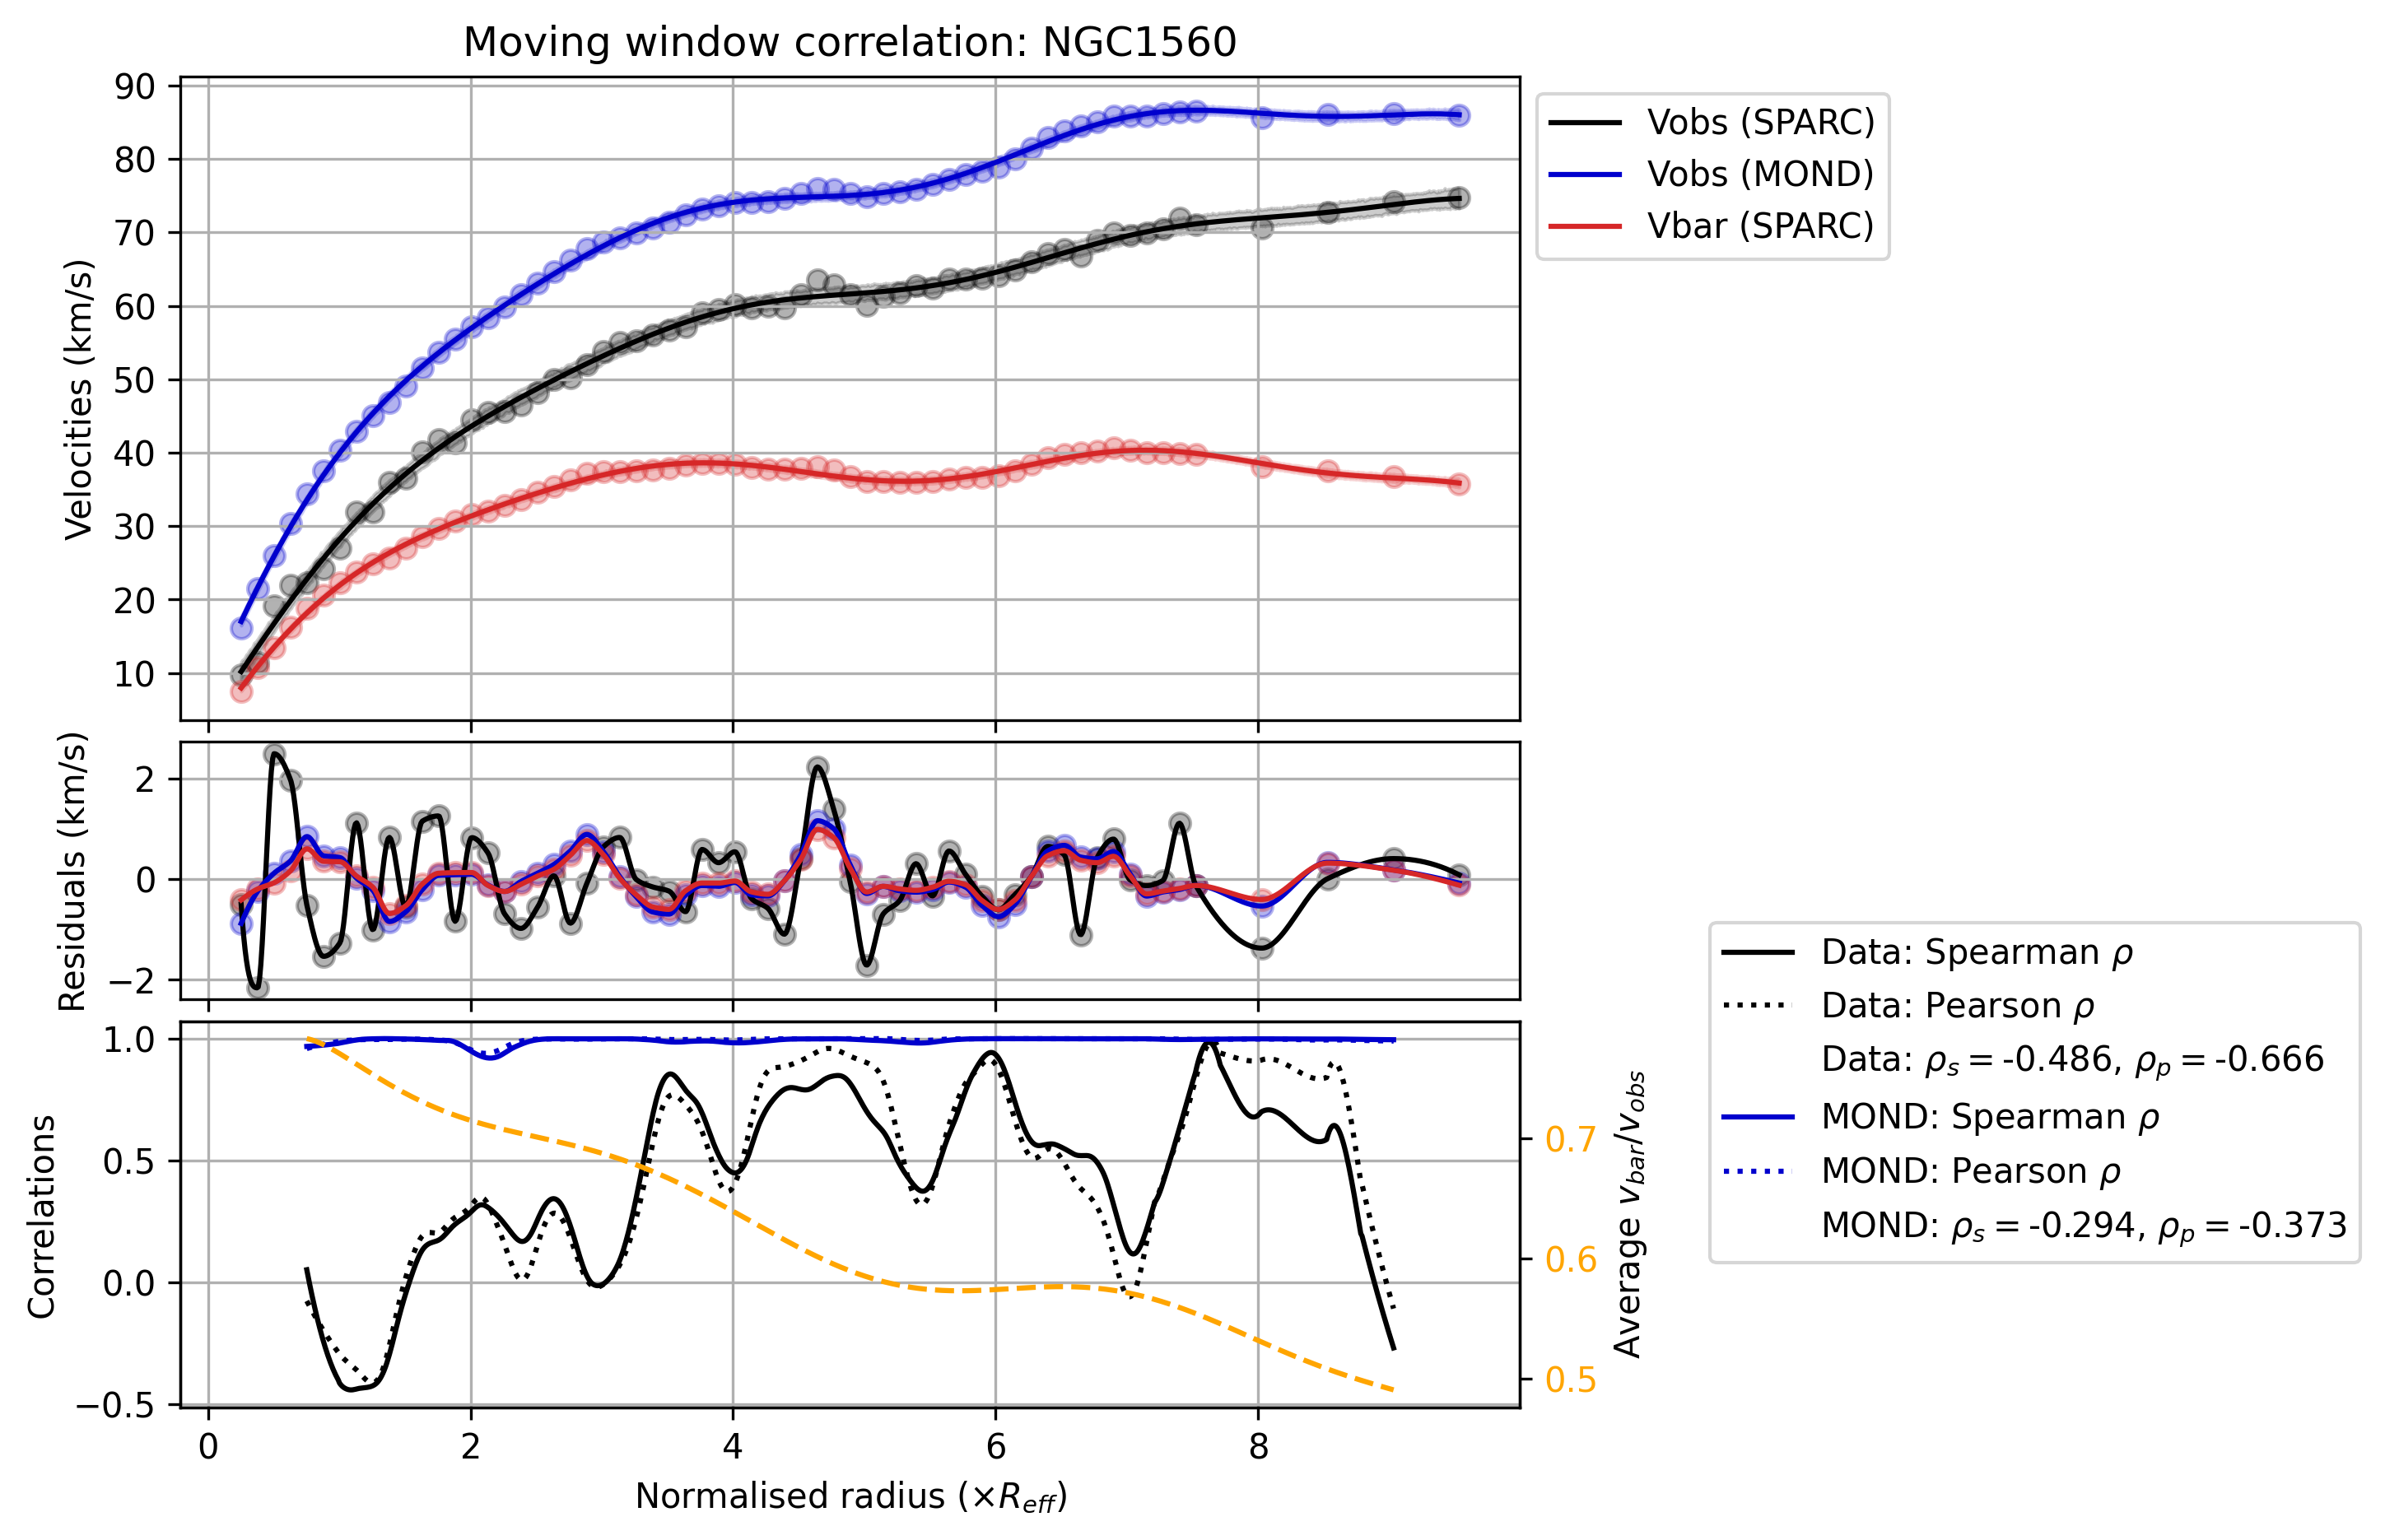 Moving window correlation: NGC1560
90
80
70
60
50
40
30
20
10
Velocities (km/s)
Vobs (SPARC)
Vobs (MOND)
Vbar (SPARC)
2
0
−2
Residuals (km/s)
1.0
0.5
0.0
−0.5
Correlations
0.7
0.6
0.5
Average v_bar/v_obs
Data: Spearman ρ
Data: Pearson ρ
Data: ρ_s = -0.486, ρ_p = -0.666
MOND: Spearman ρ
MOND: Pearson ρ
MOND: ρ_s = -0.294, ρ_p = -0.373
0 2 4 6 8
Normalised radius (×R_eff)